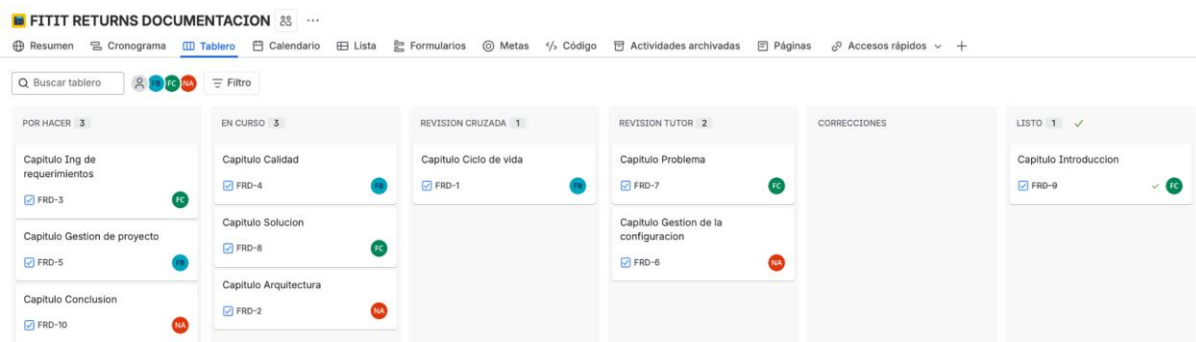 FITIT RETURNS DOCUMENTACION
Resumen Cronograma Tablero Calendario Lista Formularios Metas Código Actividades archivadas Páginas Accesos rápidos
Buscar tablero FB FC NA Filtro
POR HACER 3
Capitulo Ing de
requerimientos
FRD-3 FC
Capitulo Gestion de proyecto
FRD-5 FB
Capitulo Conclusion
FRD-10 NA
EN CURSO 3
Capitulo Calidad
FRD-4 FB
Capitulo Solucion
FRD-8 FC
Capitulo Arquitectura
FRD-2 NA
REVISION CRUZADA 1
Capitulo Ciclo de vida
FRD-1 FB
REVISION TUTOR 2
Capitulo Problema
FRD-7 FC
Capitulo Gestion de la
configuracion
FRD-6 NA
CORRECCIONES
LISTO 1
Capitulo Introduccion
FRD-9 FC